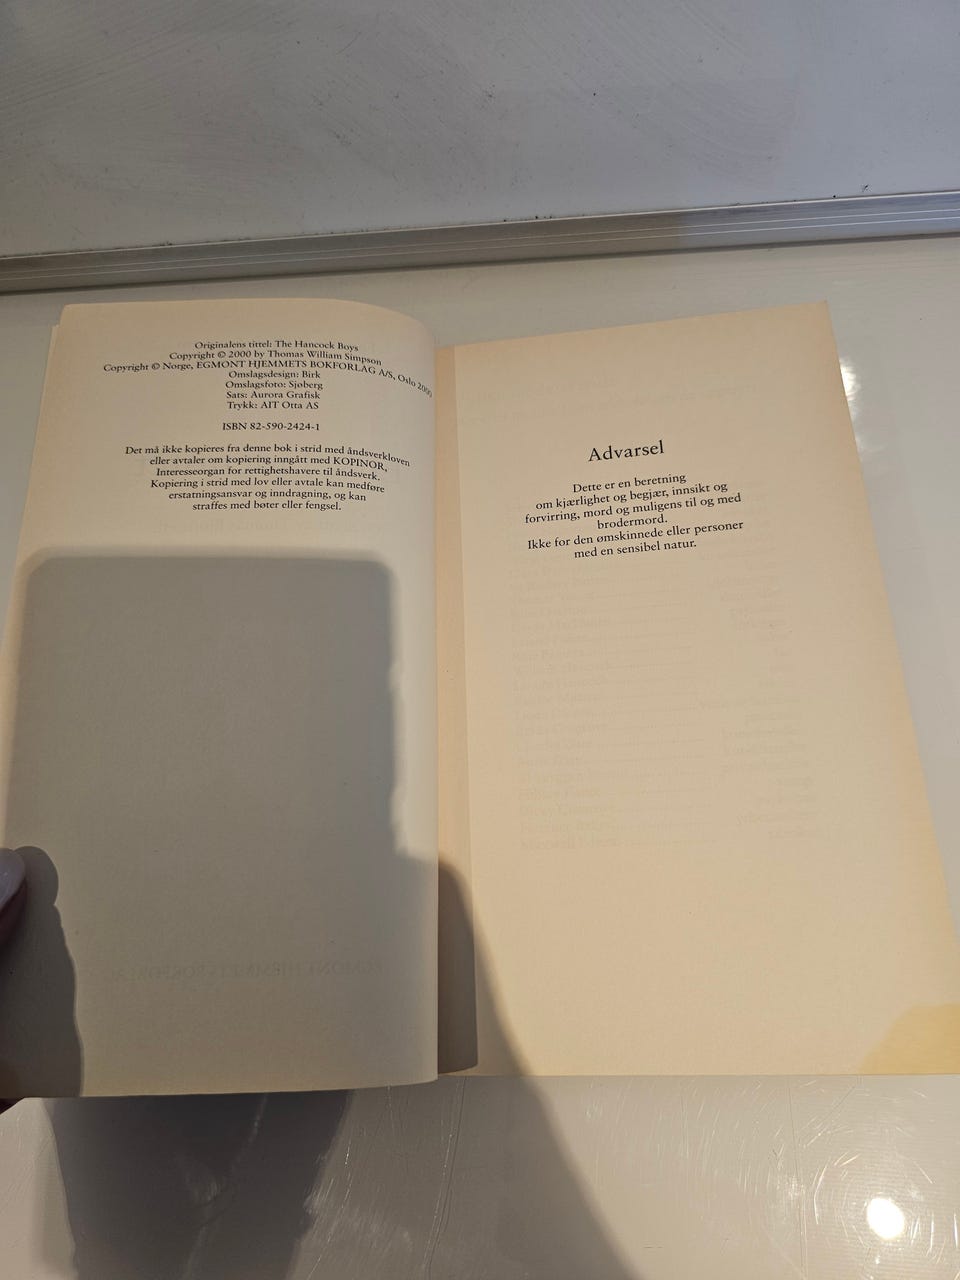 Originalens tittel: The Hancock Boys
Copyright © 2000 by Thomas William Simpson
Copyright © Norge, EGMONT HJEMMETS BOKFORLAG A/S, Oslo 2000
Omslagsdesign: Birk
Omslagsfoto: Sjøberg
Sats: Aurora Grafisk
Trykk: AIT Otta AS
ISBN 82-590-2424-1
Det må ikke kopieres fra denne bok i strid med åndsverkloven
eller avtaler om kopiering inngått med KOPINOR,
Interesseorgan for rettighetshavere til åndsverk.
Kopiering i strid med lov eller avtale kan medføre
erstatningsansvar og inndragning, og kan
straffes med bøter eller fengsel.
Advarsel
Dette er en beretning
om kjærlighet og begjær, innsikt og
forvirring, mord og muligens til og med
brodermord.
Ikke for den ømskinnede eller personer
med en sensibel natur.